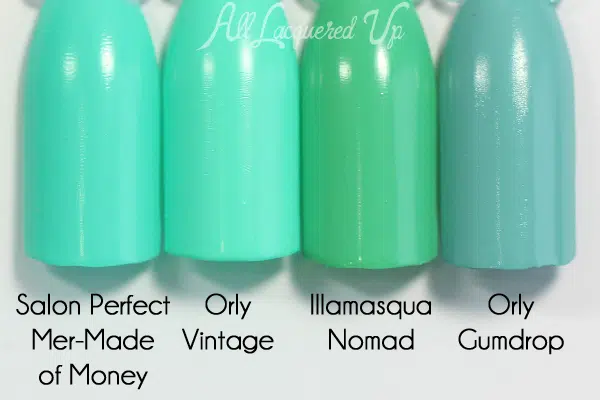 All Lacquered Up
Salon Perfect
Mer-Made
of Money
Orly
Vintage
Illamasqua
Nomad
Orly
Gumdrop